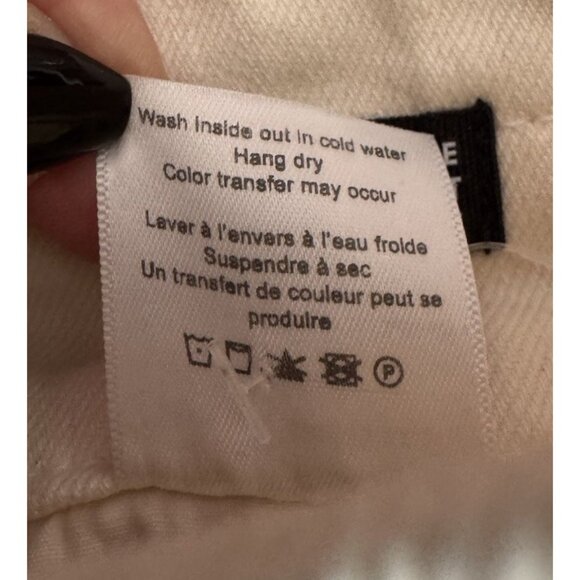 Wash inside out in cold water
Hang dry
Color transfer may occur
Laver à l'envers à l'eau froide
Suspendre à sec
Un transfert de couleur peut se
produire
P
E
T